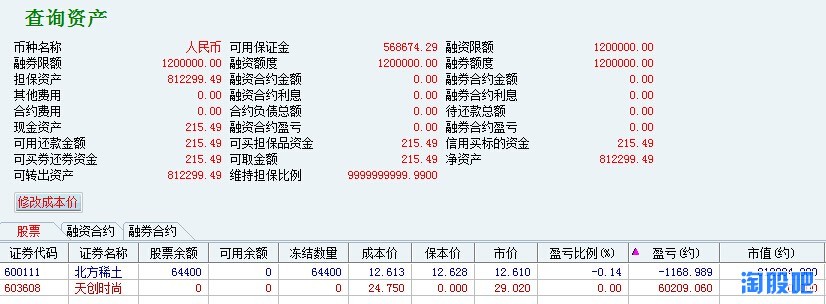 查询资产
币种名称 人民币 可用保证金 568674.29 融资限额 1200000.00
融券限额 1200000.00 融资额度 1200000.00 融券额度 1200000.00
担保资产 812299.49 融资合约金额 0.00 融券合约金额 0.00
其他费用 0.00 融资合约利息 0.00 融券合约利息 0.00
合约费用 0.00 合约负债总额 0.00 待还款总额 0.00
现金资产 215.49 融资合约盈亏 0.00 融券合约盈亏 0.00
可用还款金额 215.49 可买担保品资金 215.49 信用买标的资金 215.49
可买券还券资金 215.49 可取金额 215.49 净资产 812299.49
可转出资产 812299.49 维持担保比例 9999999999.9900
修改成本价
股票 融资合约 融券合约
证券代码 证券名称 股票余额 可用余额 冻结数量 成本价 保本价 市价 盈亏比例(%) 盈亏(约) 市值(约)
600111 北方稀土 64400 0 64400 12.613 12.628 12.610 -0.14 -1168.989
603608 天创时尚 0 0 0 24.750 0.000 29.020 0.00 60209.060
淘股吧